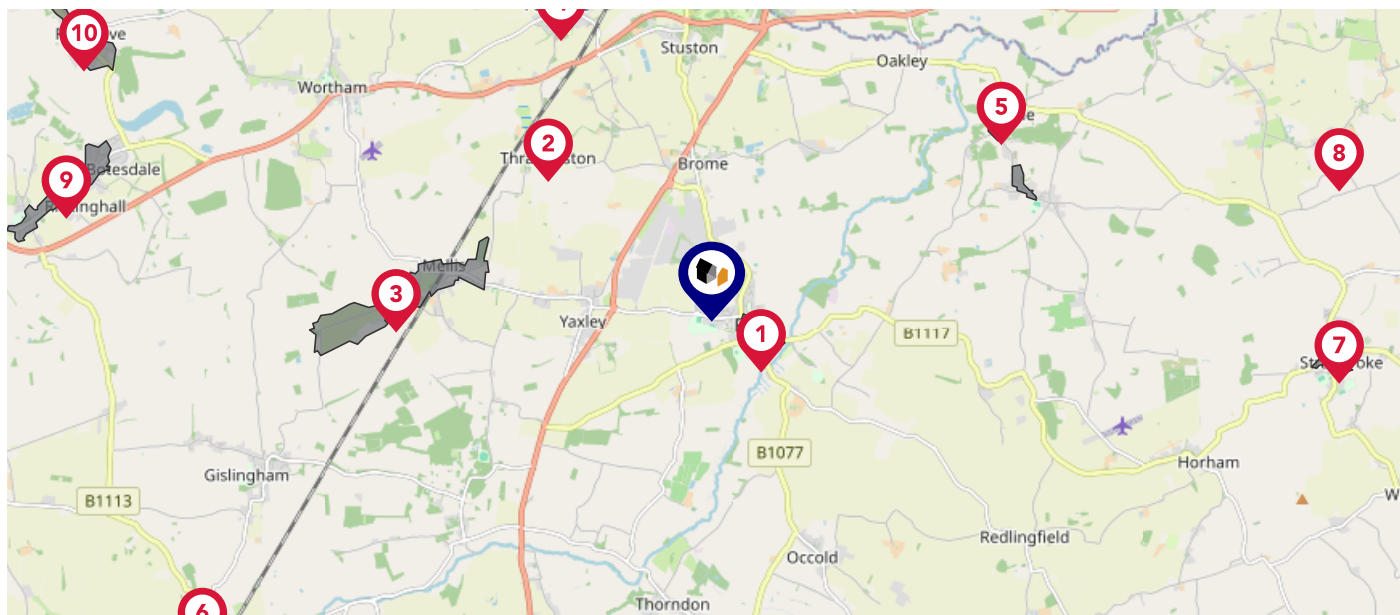 10
Stuston
Oakley
Wortham
5
2
8
Brome
9
3
Yaxley
1
B1117
7
Gislingham
B1077
Horham
B1113
Redlingfield
Occold
6
Thorndon